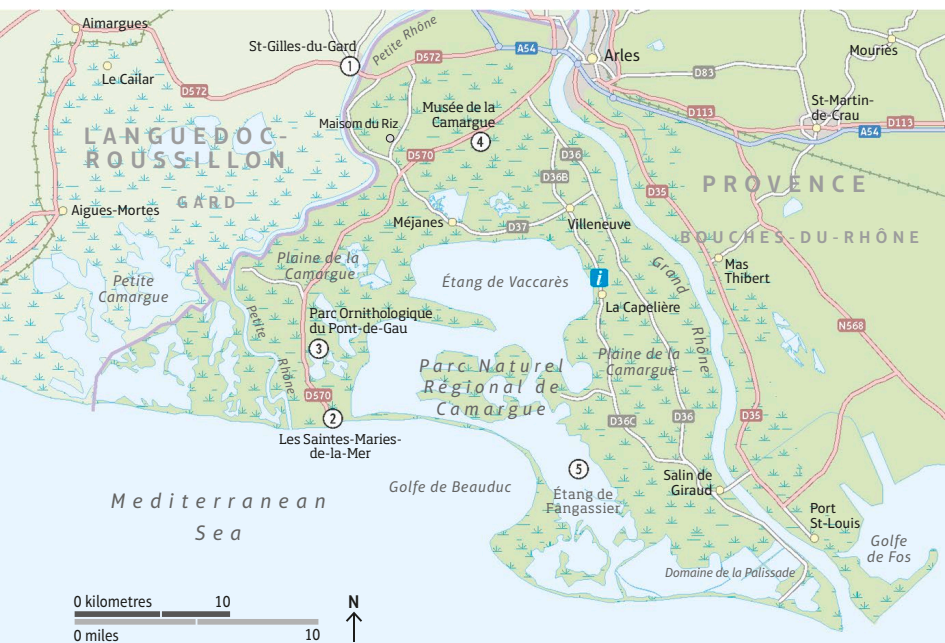 Aimargues
Le Cailar
D572
St-Gilles-du-Gard
1
Petite Rhône
D572
A54
Arles
D83
Mouriès
St-Martin-
de-Crau
D113
A54
D113
LANGUEDOC-
ROUSSILLON
GARD
Maisom du Riz
Musée de la
Camargue
4
D570
D36
D36B
D35
PROVENCE
BOUCHES-DU-RHÔNE
Aigues-Mortes
Méjanes
D37
Villeneuve
Petite
Camargue
Plaine de la
Camargue
Étang de Vaccarès
i
La Capelière
Grand
Rhône
Mas
Thibert
N568
Petite
Rhône
Parc Ornithologique
du Pont-de-Gau
3
Parc Naturel
Régional de
Camargue
Plaine de la
Camargue
D570
2
Les Saintes-Maries-
de-la-Mer
D36C
D36
D35
Mediterranean
Sea
Golfe de Beauduc
5
Étang de
Fangassier
Salin de
Giraud
Port
St-Louis
Golfe
de Fos
Domaine de la Palissade
0 kilometres 10
0 miles 10
N